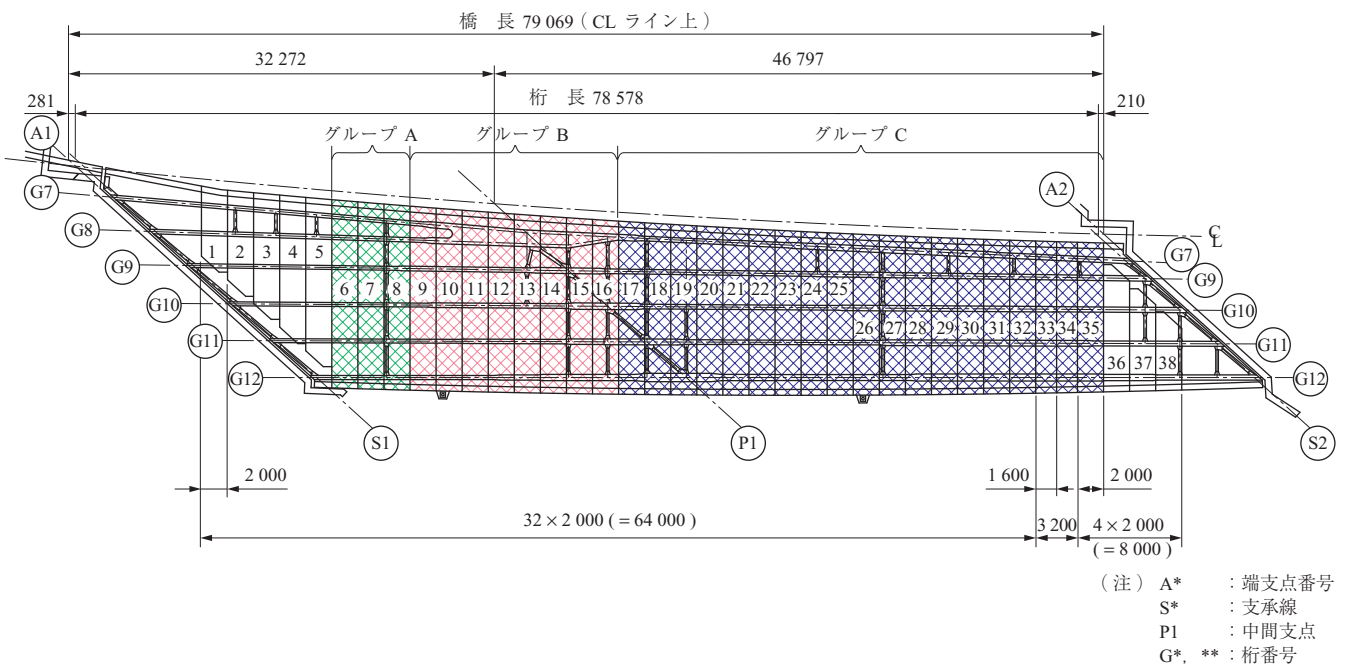 橋 長 79 069（CL ライン上）
32 272
46 797
281
桁 長 78 578
210
グループ A
グループ B
グループ C
A1
A2
G7
CL
G8
1 2 3 4 5
G7
G9
G9
6 7 8 9 10 11 12 13 14 15 16 17 18 19 20 21 22 23 24 25
G10
G10
26 27 28 29 30 31 32 33 34 35
G11
G11
36 37 38
G12
G12
S1
P1
S2
2 000
1 600
2 000
32 × 2 000 ( = 64 000 )
3 200
4 × 2 000
( = 8 000 )
（注） A* ：端支点番号
S* ：支承線
P1 ：中間支点
G*，** ：桁番号